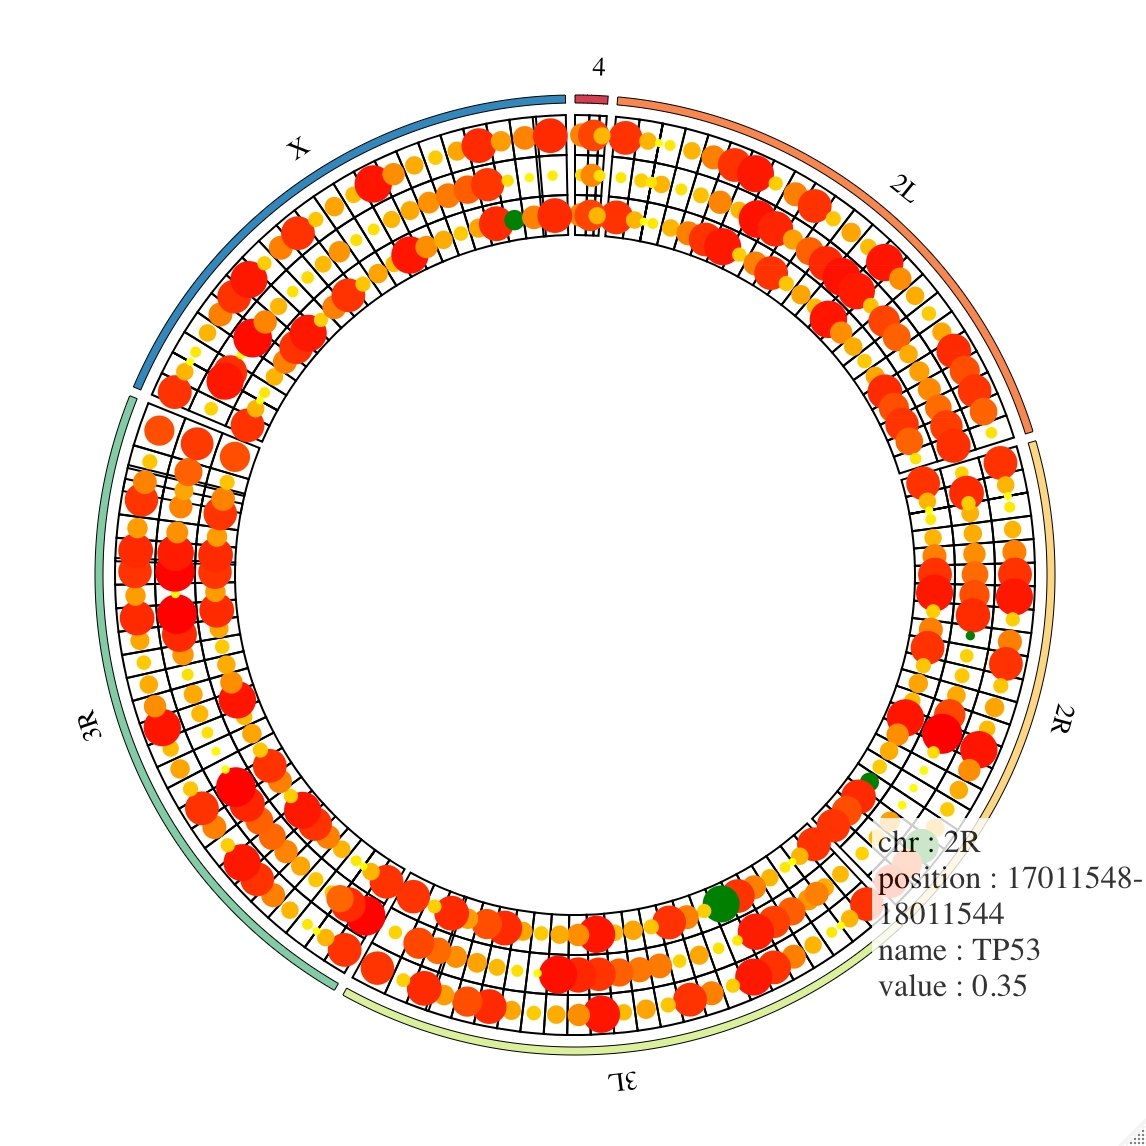 4
X
2L
3R
2R
chr : 2R
position : 17011548-
18011544
name : TP53
value : 0.35
3L